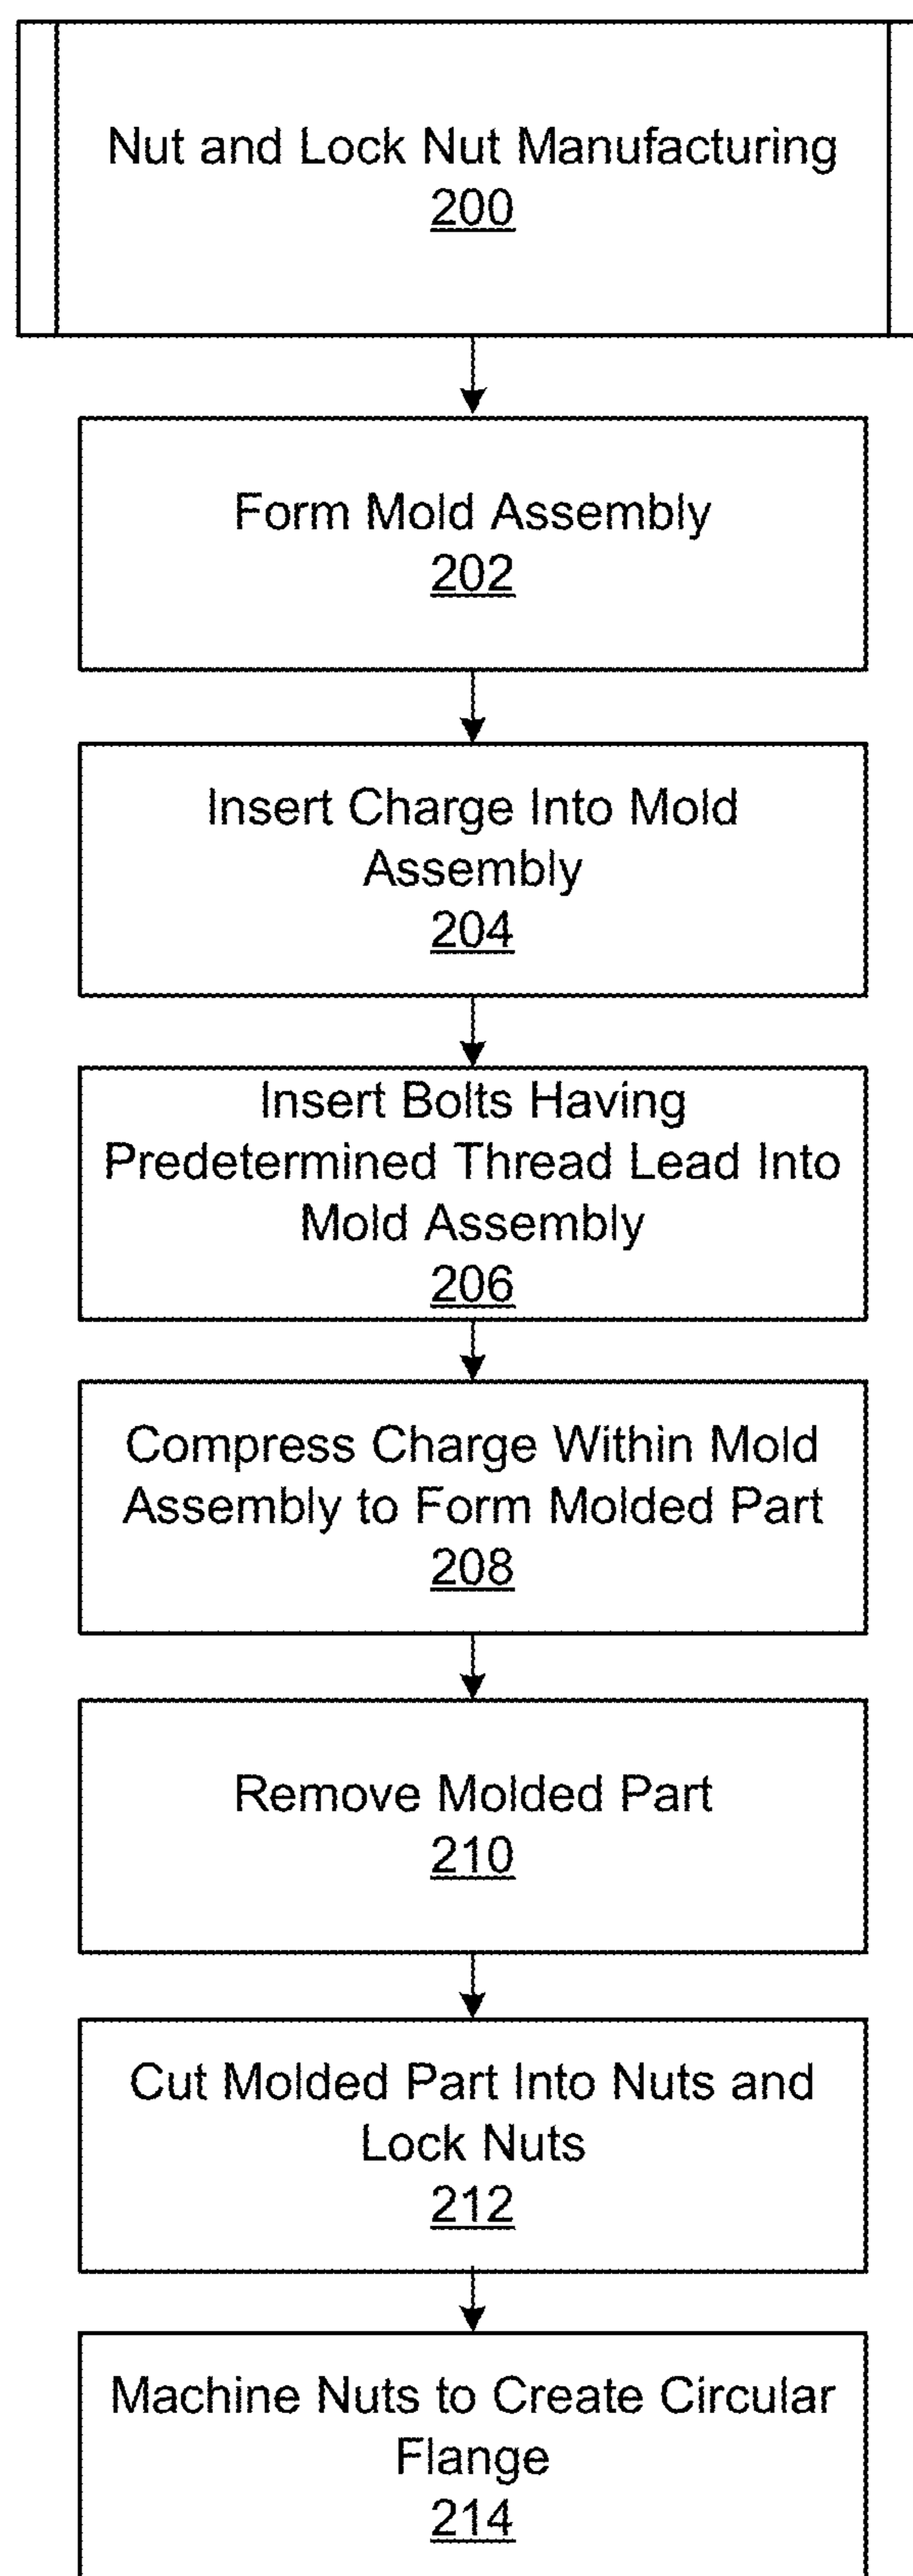 Nut and Lock Nut Manufacturing
200
Form Mold Assembly
202
Insert Charge Into Mold
Assembly
204
Insert Bolts Having
Predetermined Thread Lead Into
Mold Assembly
206
Compress Charge Within Mold
Assembly to Form Molded Part
208
Remove Molded Part
210
Cut Molded Part Into Nuts and
Lock Nuts
212
Machine Nuts to Create Circular
Flange
214